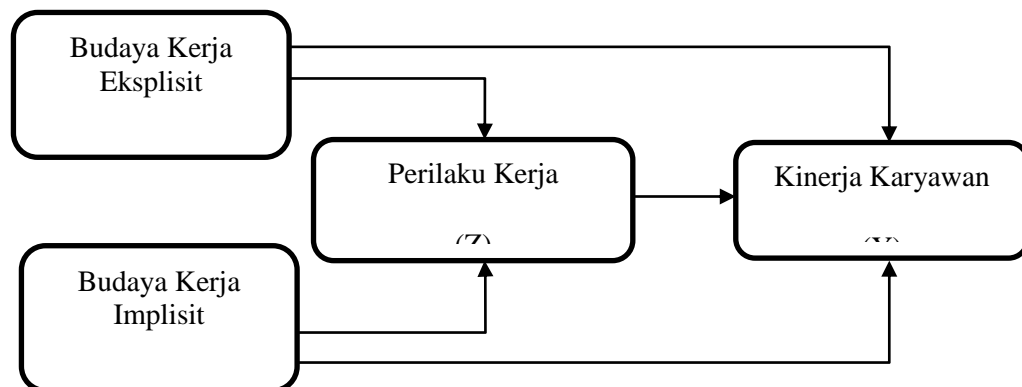 Budaya Kerja
Eksplisit
Perilaku Kerja
(Z)
Kinerja Karyawan
(Y)
Budaya Kerja
Implisit